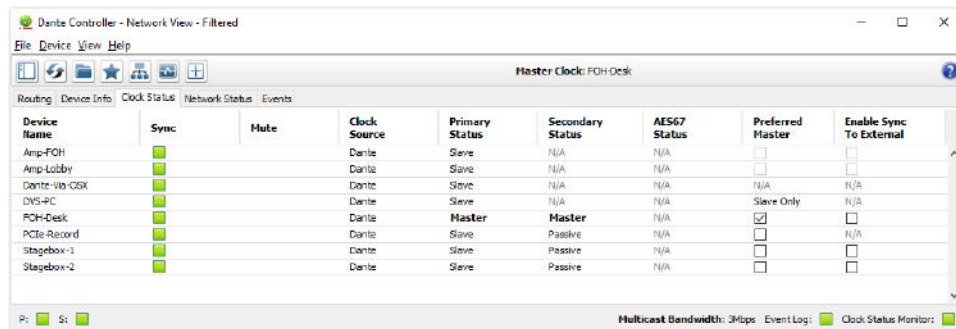 Dante Controller - Network View - Filtered
File Device View Help
Master Clock: FOH-Desk
Routing Device Info Clock Status Network Status Events
Device Name Sync Mute Clock Source Primary Status Secondary Status AES67 Status Preferred Master Enable Sync To External
Amp-FOH Dante Slave N/A N/A
Amp-Lobby Dante Slave N/A N/A
Dante-Via-OSX Dante Slave N/A N/A N/A N/A
DVS-PC Dante Slave N/A N/A Slave Only N/A
FOH-Desk Dante Master Master N/A
PCIe-Record Dante Slave Passive N/A N/A
Stagebox-1 Dante Slave Passive N/A
Stagebox-2 Dante Slave Passive N/A
P: S: Multicast Bandwidth: 3Mbps Event Log: Clock Status Monitor: